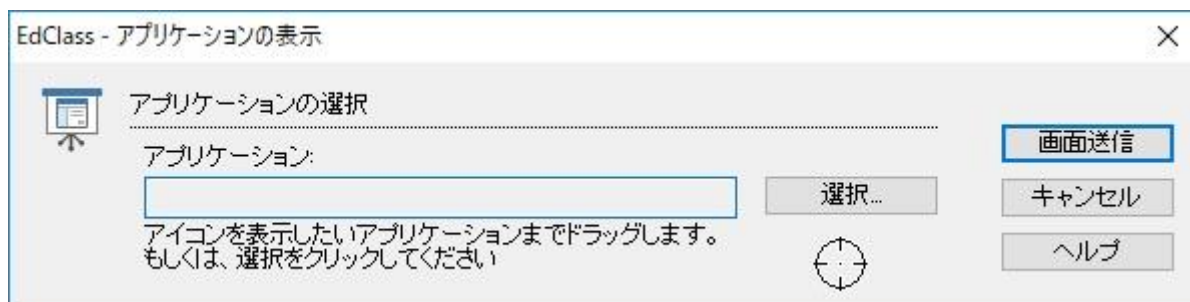 EdClass - アプリケーションの表示
アプリケーションの選択
アプリケーション:
選択...
アイコンを表示したいアプリケーションまでドラッグします。
もしくは、選択をクリックしてください
画面送信
キャンセル
ヘルプ